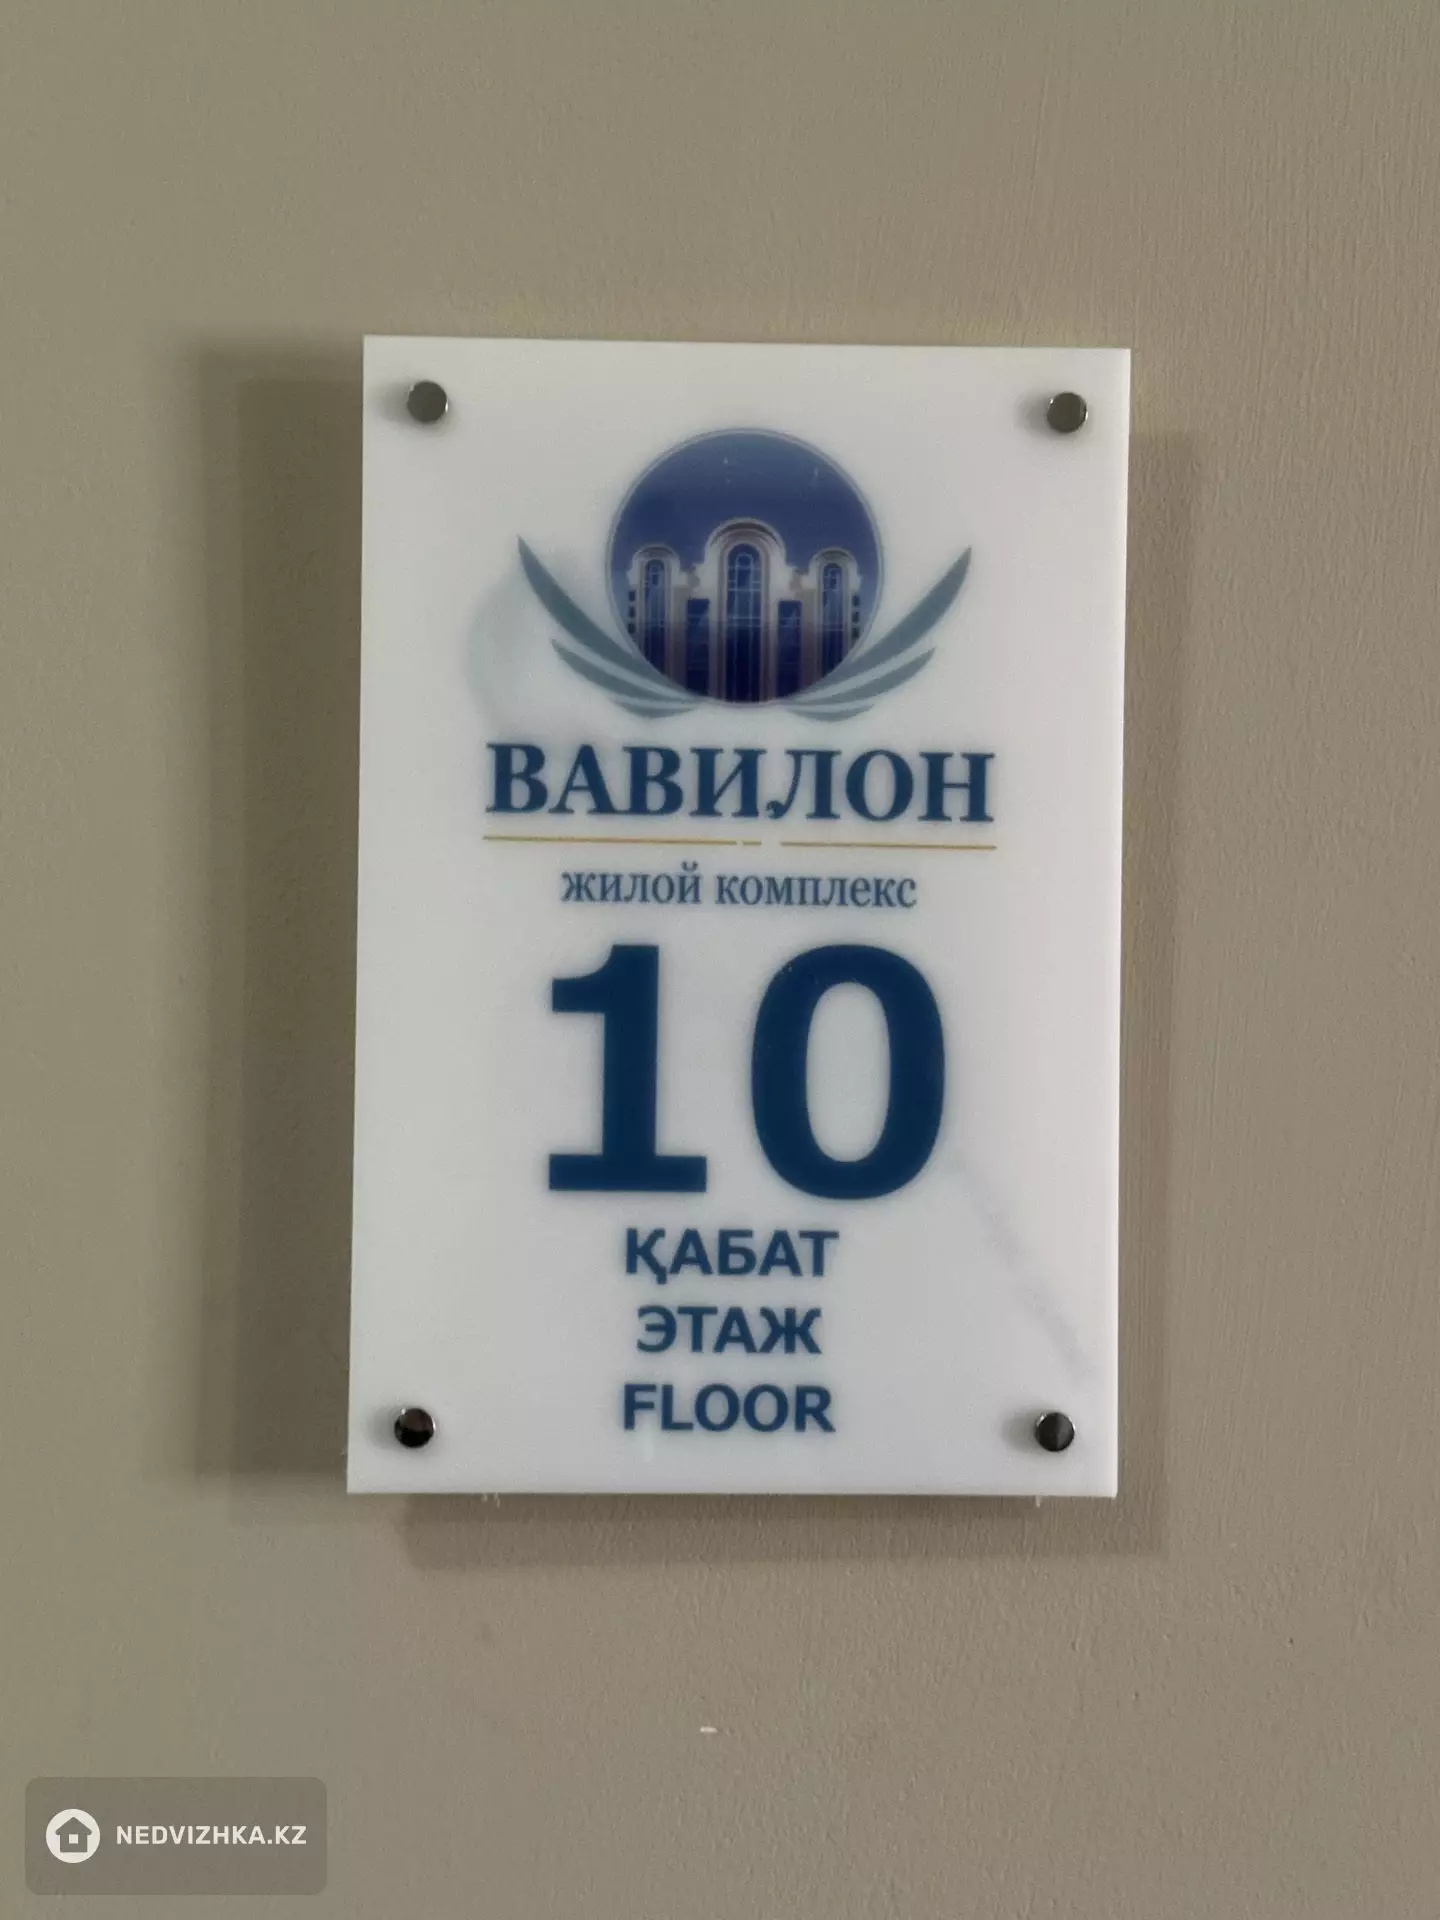 ВАВИЛОН
жилой комплекс
10
ҚАБАТ
ЭТАЖ
FLOOR
NEDVIZHKA.KZ